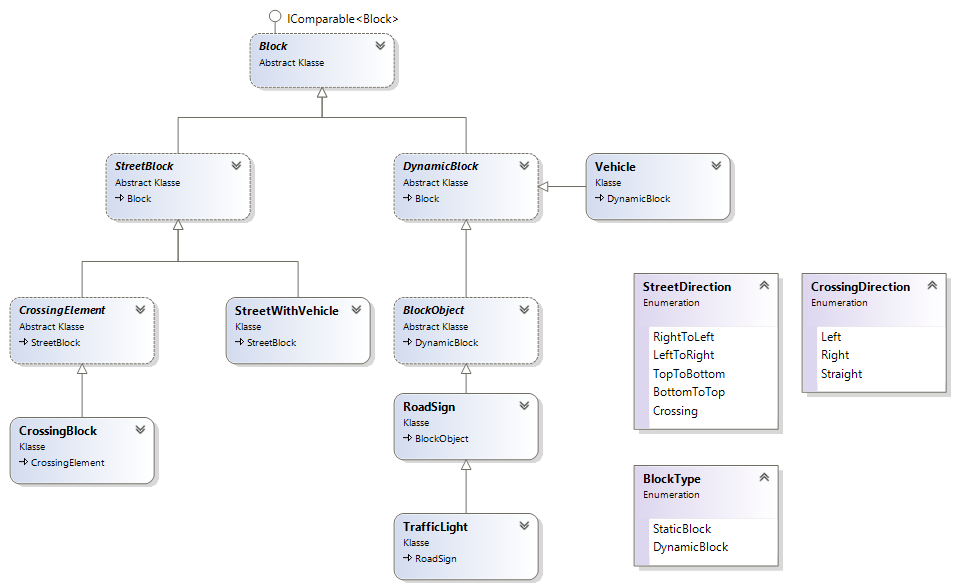 IComparable<Block>
Block
Abstract Klasse
StreetBlock
Abstract Klasse
Block
DynamicBlock
Abstract Klasse
Block
Vehicle
Klasse
DynamicBlock
CrossingElement
Abstract Klasse
StreetBlock
StreetWithVehicle
Klasse
StreetBlock
BlockObject
Abstract Klasse
DynamicBlock
StreetDirection
Enumeration
RightToLeft
LeftToRight
TopToBottom
BottomToTop
Crossing
CrossingDirection
Enumeration
Left
Right
Straight
CrossingBlock
Klasse
CrossingElement
RoadSign
Klasse
BlockObject
BlockType
Enumeration
StaticBlock
DynamicBlock
TrafficLight
Klasse
RoadSign